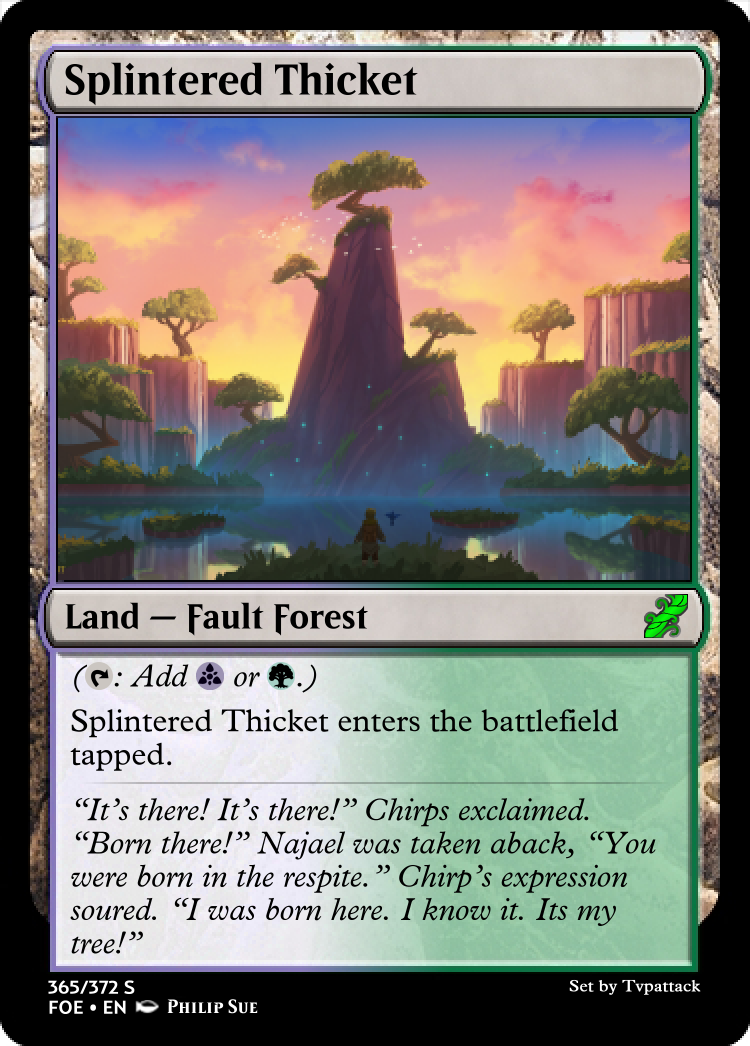 Splintered Thicket
Land — Fault Forest
( : Add or .)
Splintered Thicket enters the battlefield
tapped.
“It’s there! It’s there!” Chirps exclaimed.
“Born there!” Najael was taken aback, “You
were born in the respite.” Chirp’s expression
soured. “I was born here. I know it. Its my
tree!”
365/372 S
Set by Tvpattack
FOE • EN Philip Sue